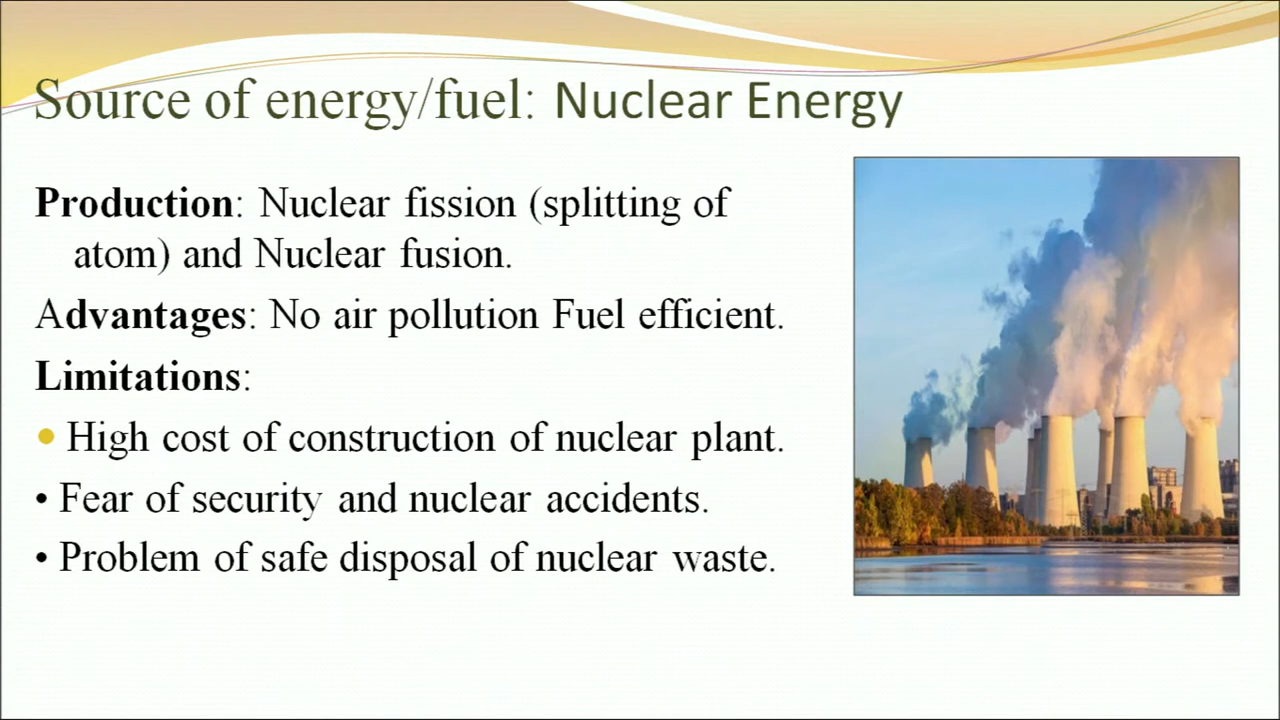 Source of energy/fuel: Nuclear Energy
Production: Nuclear fission (splitting of
atom) and Nuclear fusion.
Advantages: No air pollution Fuel efficient.
Limitations:
• High cost of construction of nuclear plant.
• Fear of security and nuclear accidents.
• Problem of safe disposal of nuclear waste.